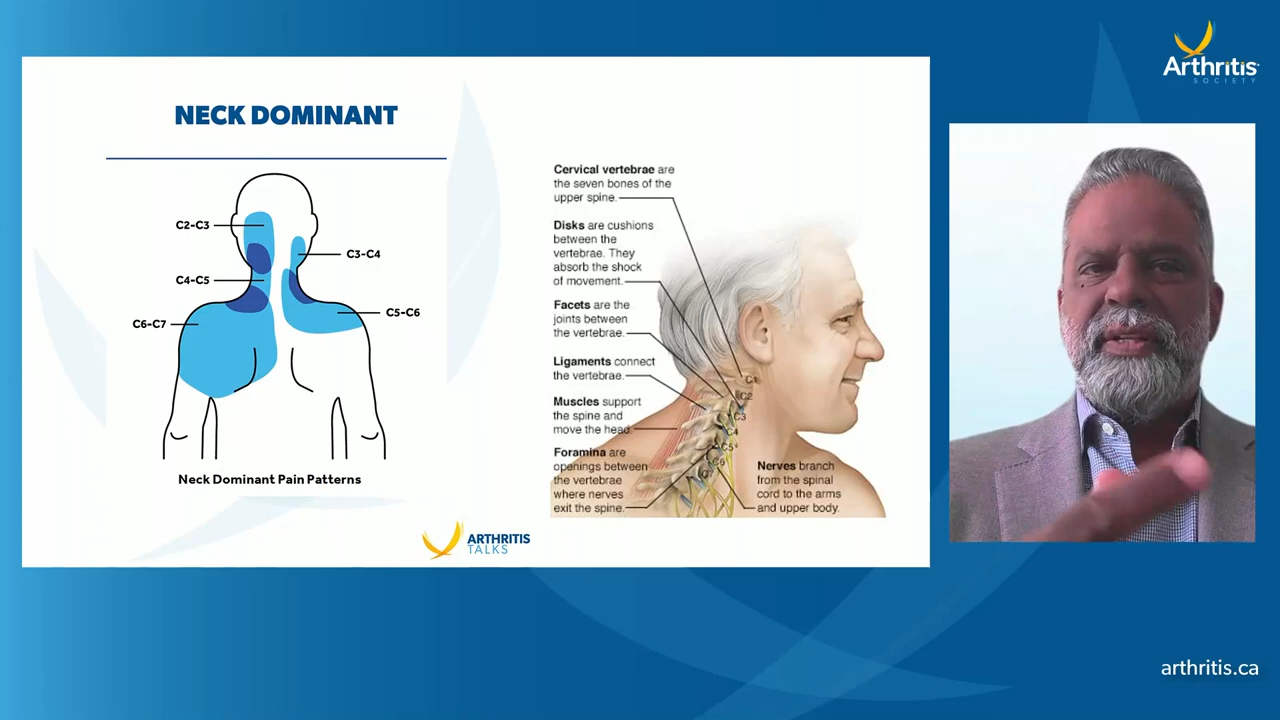 Arthritis
SOCIETY
NECK DOMINANT
C2-C3
C3-C4
C4-C5
C5-C6
C6-C7
Neck Dominant Pain Patterns
Cervical vertebrae are
the seven bones of the
upper spine.
Disks are cushions
between the
vertebrae. They
absorb the shock
of movement.
Facets are the
joints between
the vertebrae.
Ligaments connect
the vertebrae.
Muscles support
the spine and
move the head.
Foramina are
openings between
the vertebrae
where nerves
exit the spine.
C1
C2
C3
C4
C5
C6
C7
Nerves branch
from the spinal
cord to the arms
and upper body.
ARTHRITIS
TALKS
arthritis.ca